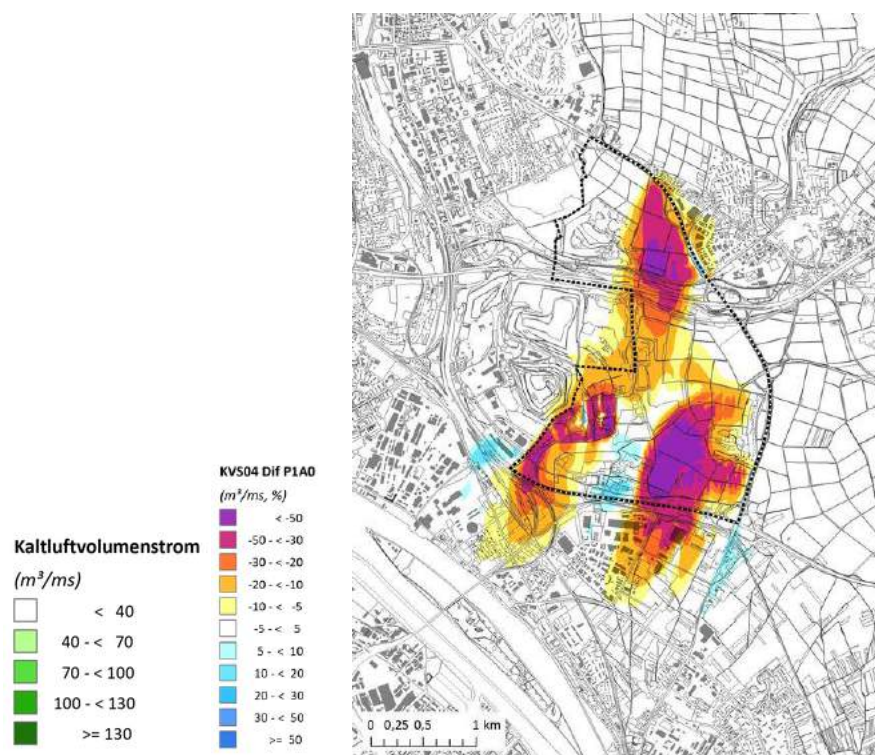 KVS04 Dif P1A0
(m³/ms, %)
< -50
-50 - < -30
-30 - < -20
-20 - < -10
-10 - < -5
-5 - < 5
5 - < 10
10 - < 20
20 - < 30
30 - < 50
>= 50
Kaltluftvolumenstrom
(m³/ms)
< 40
40 - < 70
70 - < 100
100 - < 130
>= 130
0 0,25 0,5 1 km